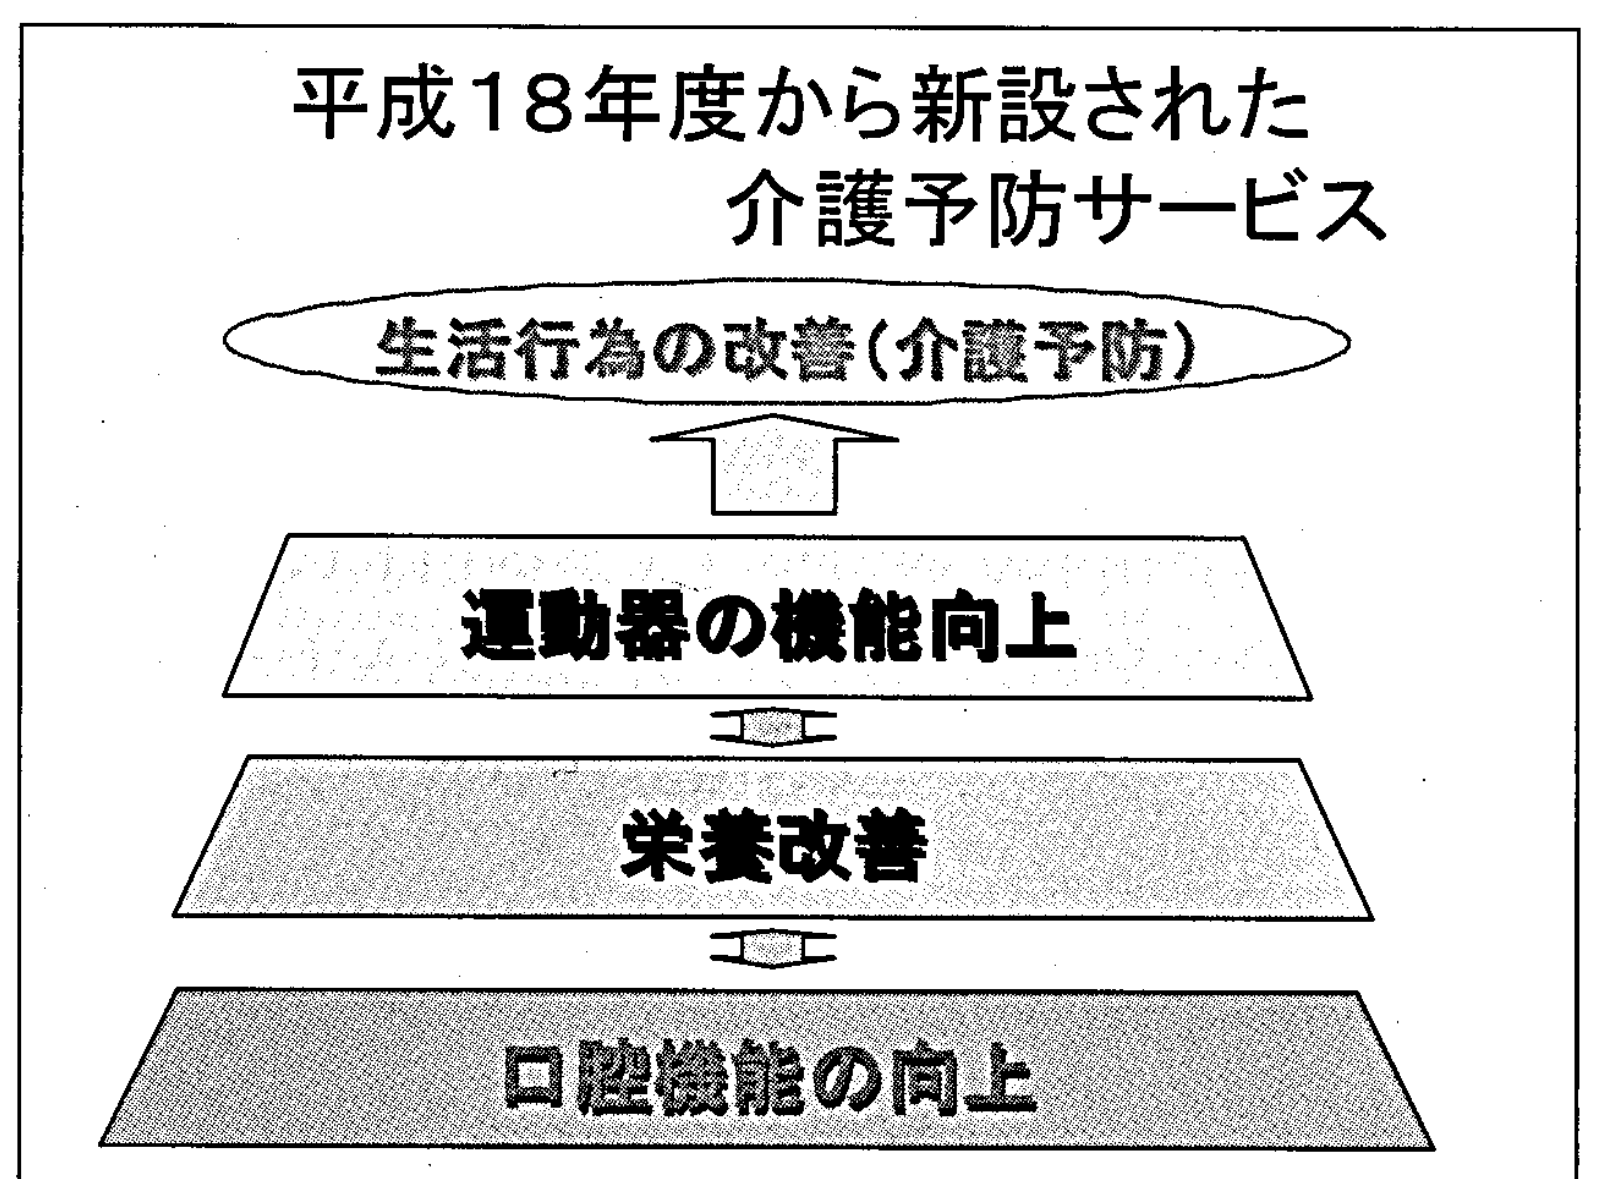 平成18年度から新設された
介護予防サービス
生活行為の改善(介護予防)
運動器の機能向上
栄養改善
口腔機能の向上